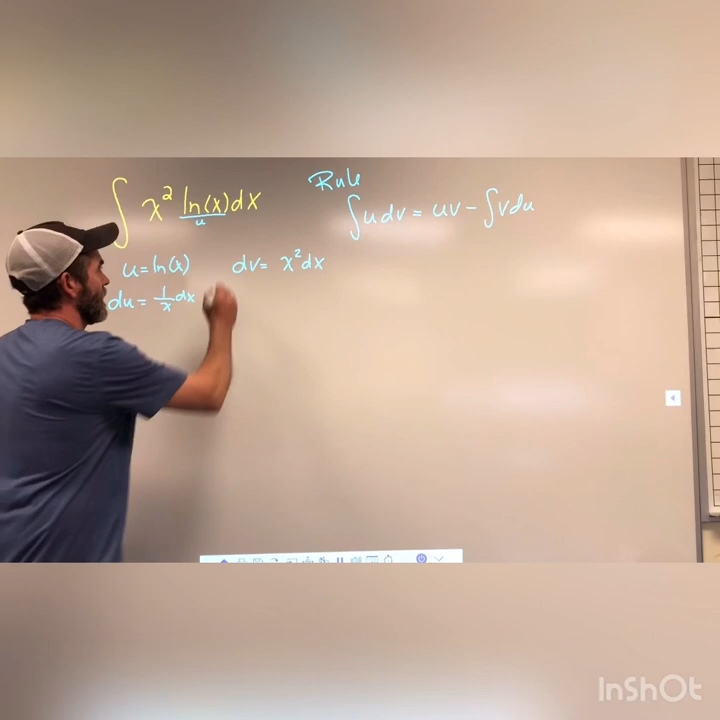 ∫ x² ln(x) dx
u
Rule
∫ u dv = uv - ∫ v du
u = ln(x)    dv = x² dx
du = 1/x dx
InShOt